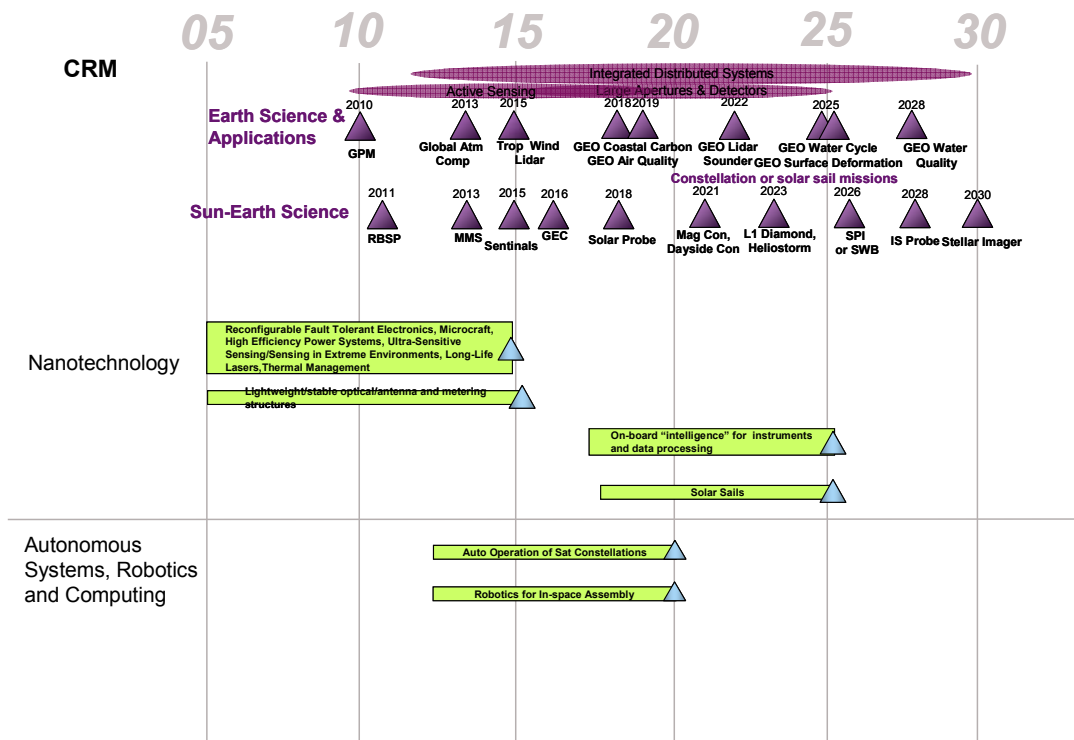 05 10 15 20 25 30
CRM
Integrated Distributed Systems
Active Sensing Large Apertures & Detectors
Earth Science &
Applications
2010 2013 2015 2018 2019 2022 2025 2028
GPM
Global Atm
Comp
Trop Wind
Lidar
GEO Coastal Carbon
GEO Air Quality
GEO Lidar
Sounder
GEO Water Cycle
GEO Surface Deformation
GEO Water
Quality
Constellation or solar sail missions
Sun-Earth Science
2011 2013 2015 2016 2018 2021 2023 2026 2028 2030
RBSP
MMS
Sentinals
GEC
Solar Probe
Mag Con,
Dayside Con
L1 Diamond,
Heliostorm
SPI
or SWB
IS Probe
Stellar Imager
Nanotechnology
Reconfigurable Fault Tolerant Electronics, Microcraft,
High Efficiency Power Systems, Ultra-Sensitive
Sensing/Sensing in Extreme Environments, Long-Life
Lasers,Thermal Management
Lightweight/stable optical/antenna and metering
structures
On-board “intelligence” for instruments
and data processing
Solar Sails
Autonomous
Systems, Robotics
and Computing
Auto Operation of Sat Constellations
Robotics for In-space Assembly